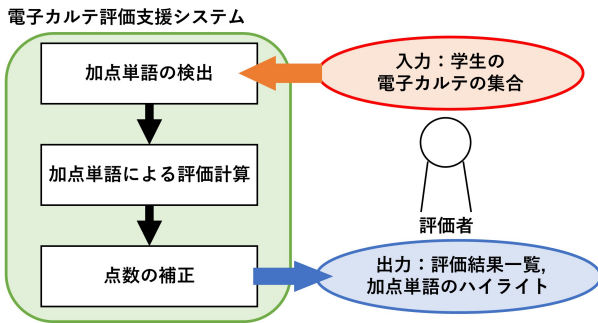 電子カルテ評価支援システム
加点単語の検出
入力：学生の
電子カルテの集合
加点単語による評価計算
評価者
点数の補正
出力：評価結果一覧,
加点単語のハイライト